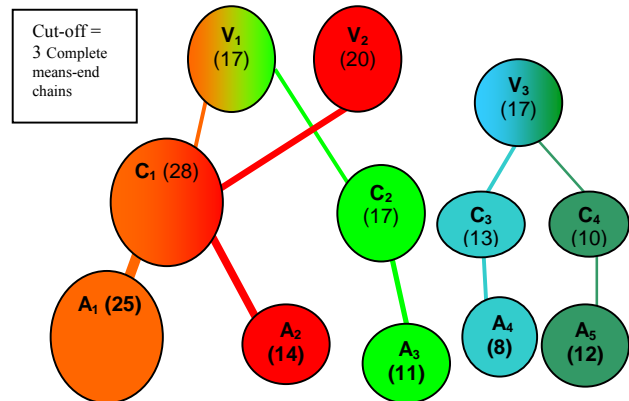 Cut-off =
3 Complete
means-end
chains
V₁
(17)
V₂
(20)
V₃
(17)
C₁ (28)
C₂
(17)
C₃
(13)
C₄
(10)
A₁ (25)
A₂
(14)
A₃
(11)
A₄
(8)
A₅
(12)